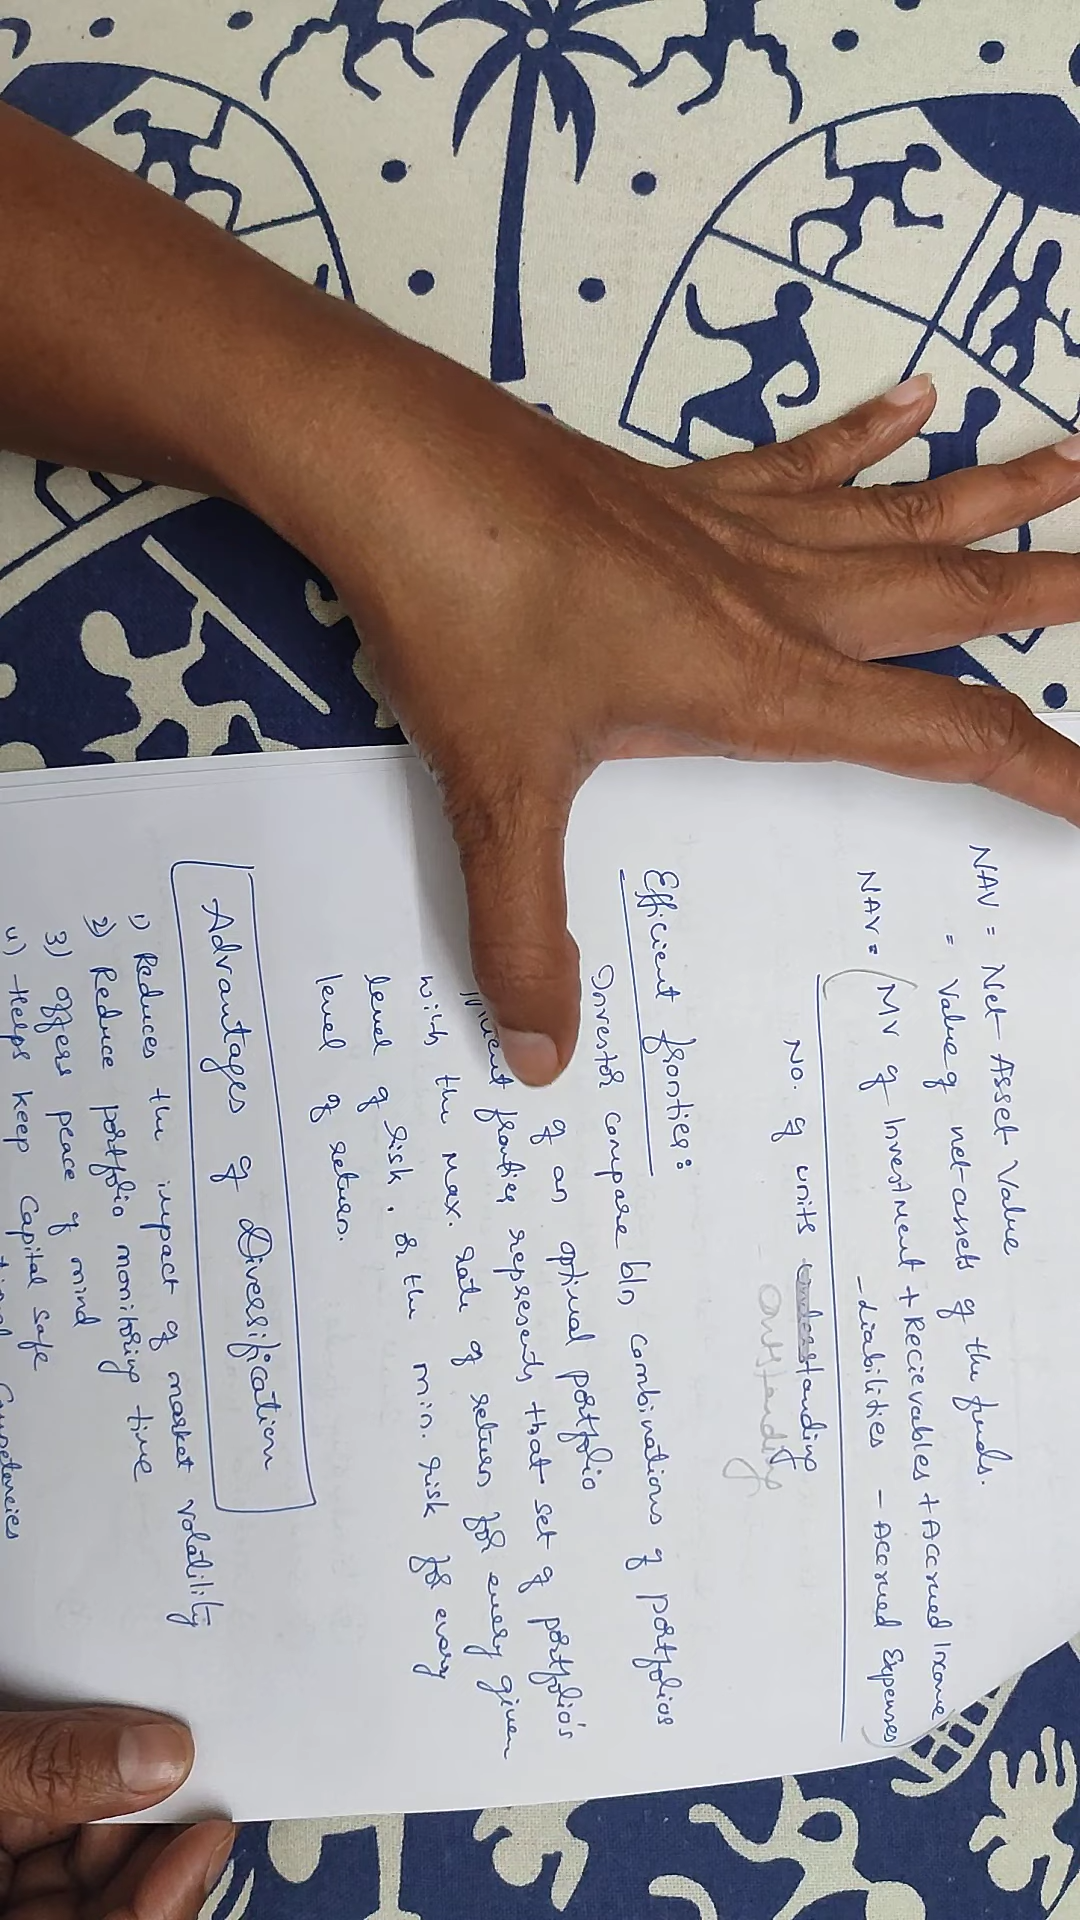 NAV = Net Asset Value
= Value of net-assets of the funds.
NAV = (MV of Investment + Recievables + Accrued Income
- Liabilities - Accrued Expenses)
No. of units standing
Outstanding
Efficient frontier:
Investor compare b/n combinations of portfolios
of an optimal portfolio
frontier represents that set of portfolio's
with the max. rate of return for every given
level of risk. Or the min. risk for every
level of return.
Advantages of Diversification
1) Reduces the impact of market volatility
2) Reduce portfolio monitoring time
3) Offers peace of mind
4) Helps keep Capital safe
Competencies